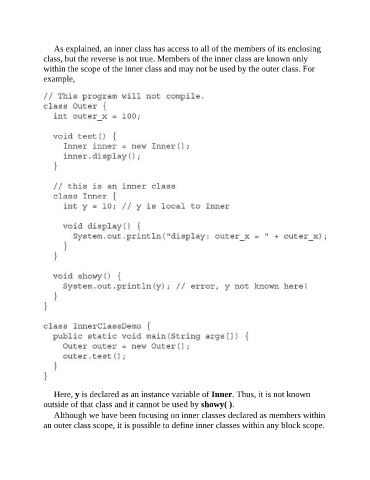 As explained, an inner class has access to all of the members of its enclosing
class, but the reverse is not true. Members of the inner class are known only
within the scope of the inner class and may not be used by the outer class. For
example,
// This program will not compile.
class Outer {
  int outer_x = 100;

  void test() {
    Inner inner = new Inner();
    inner.display();
  }

  // this is an inner class
  class Inner {
    int y = 10; // y is local to Inner

    void display() {
      System.out.println("display: outer_x = " + outer_x);
    }
  }

  void showy() {
    System.out.println(y); // error, y not known here!
  }
}

class InnerClassDemo {
  public static void main(String args[]) {
    Outer outer = new Outer();
    outer.test();
  }
}
Here, y is declared as an instance variable of Inner. Thus, it is not known
outside of that class and it cannot be used by showy( ).
Although we have been focusing on inner classes declared as members within
an outer class scope, it is possible to define inner classes within any block scope.